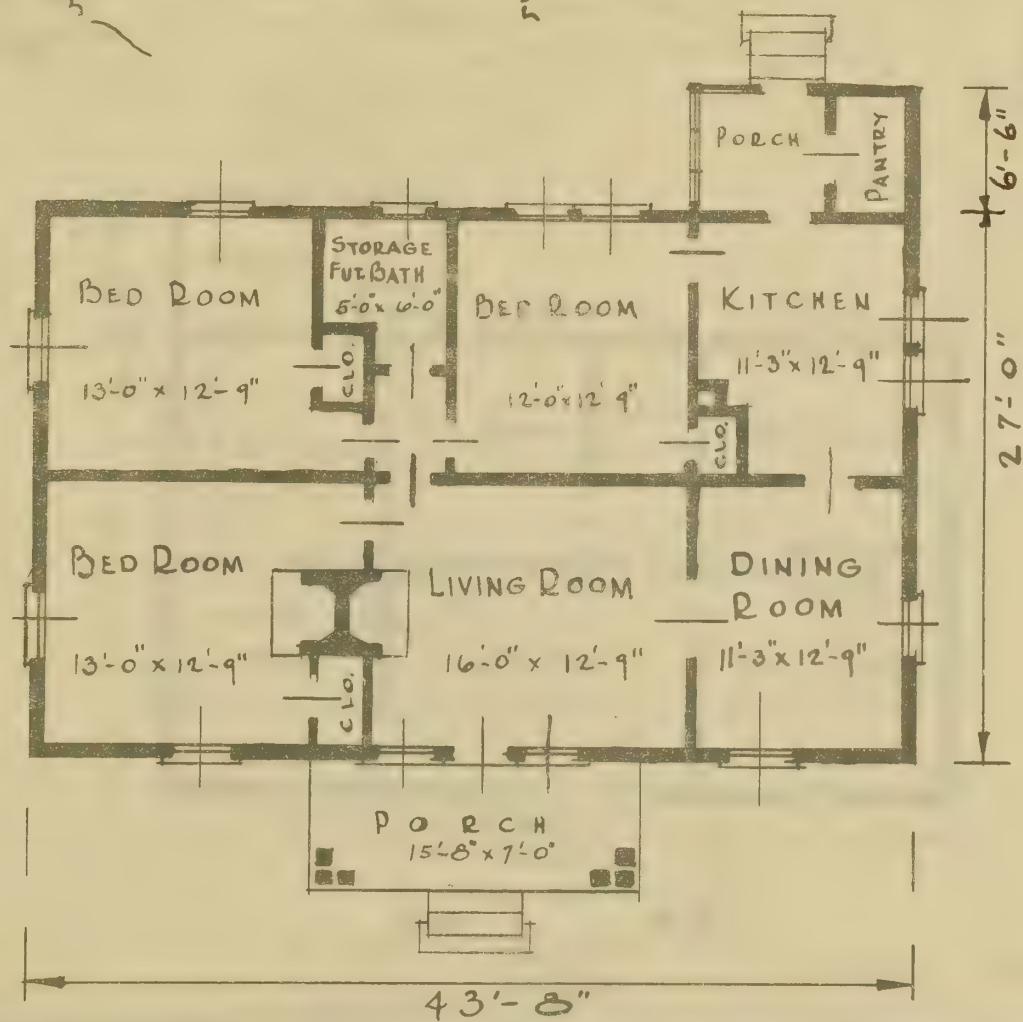 PORCH
PANTRY
6'-6"
BED ROOM
13'-0" x 12'-9"
STORAGE
FUT. BATH
5'-0" x 6'-0"
CLO.
BED ROOM
12'-0" x 12'-9"
KITCHEN
11'-3" x 12'-9"
CLO.
27'-0"
BED ROOM
13'-0" x 12'-9"
CLO.
LIVING ROOM
16'-0" x 12'-9"
DINING
ROOM
11'-3" x 12'-9"
PORCH
15'-8" x 7'-0"
43'-8"